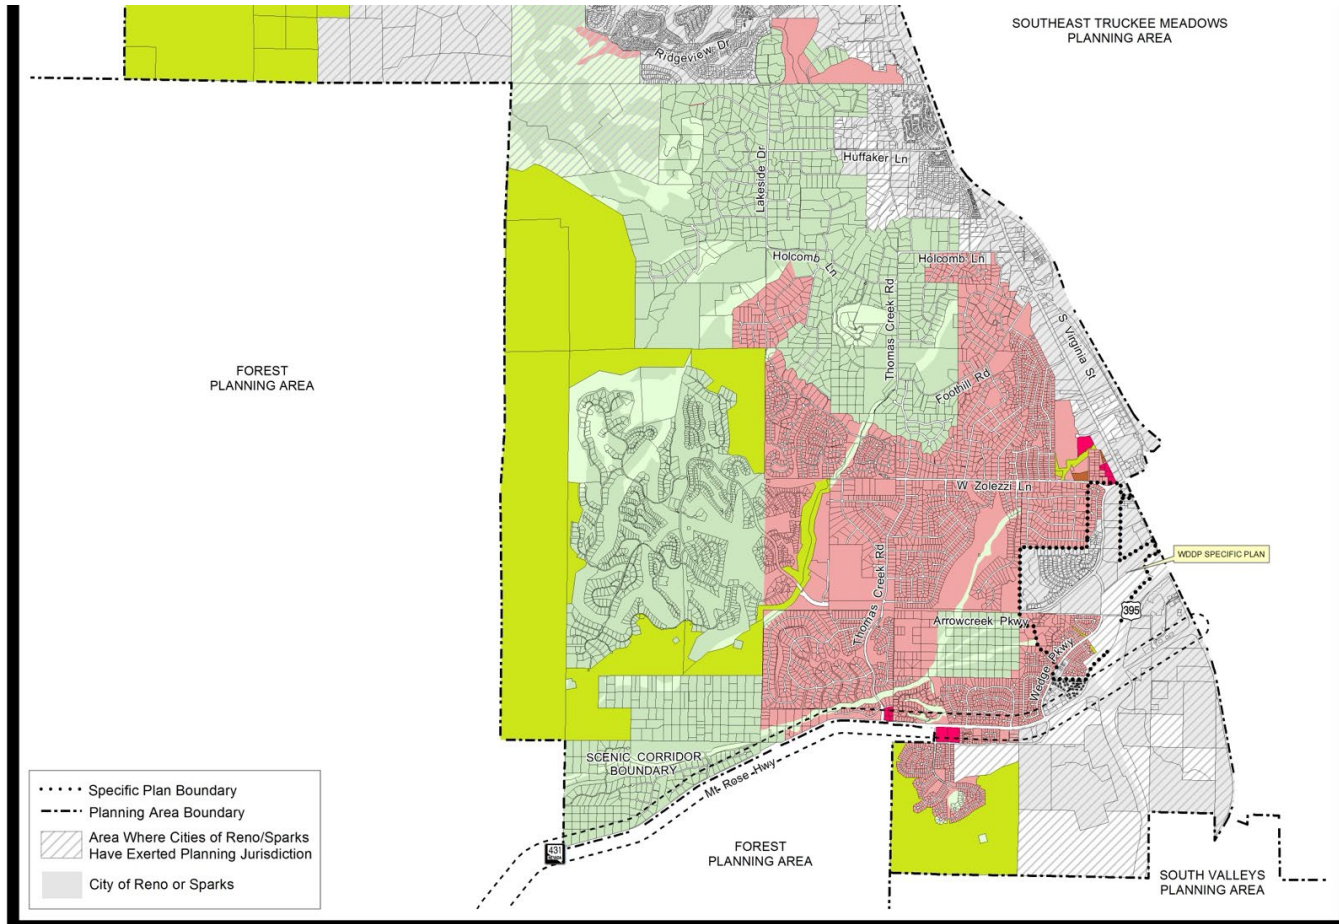 SOUTHEAST TRUCKEE MEADOWS
PLANNING AREA
Ridgeview Dr
Huffaker Ln
Lakeside Dr
Holcomb Ln
Holcomb Ln
Thomas Creek Rd
S Virginia St
FOREST
PLANNING AREA
Foothill Rd
W Zolezzi Ln
WDDP SPECIFIC PLAN
Thomas Creek Rd
395
Arrowcreek Pkwy
Wedge Pkwy
SCENIC CORRIDOR
BOUNDARY
Mt Rose Hwy
431
FOREST
PLANNING AREA
SOUTH VALLEYS
PLANNING AREA
Specific Plan Boundary
Planning Area Boundary
Area Where Cities of Reno/Sparks
Have Exerted Planning Jurisdiction
City of Reno or Sparks